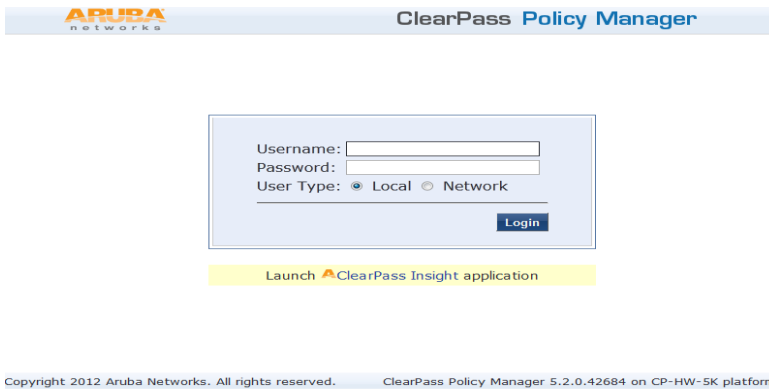 ARUBA
networks
ClearPass Policy Manager
Username:
Password:
User Type: Local Network
Login
Launch ClearPass Insight application
Copyright 2012 Aruba Networks. All rights reserved. ClearPass Policy Manager 5.2.0.42684 on CP-HW-5K platfor